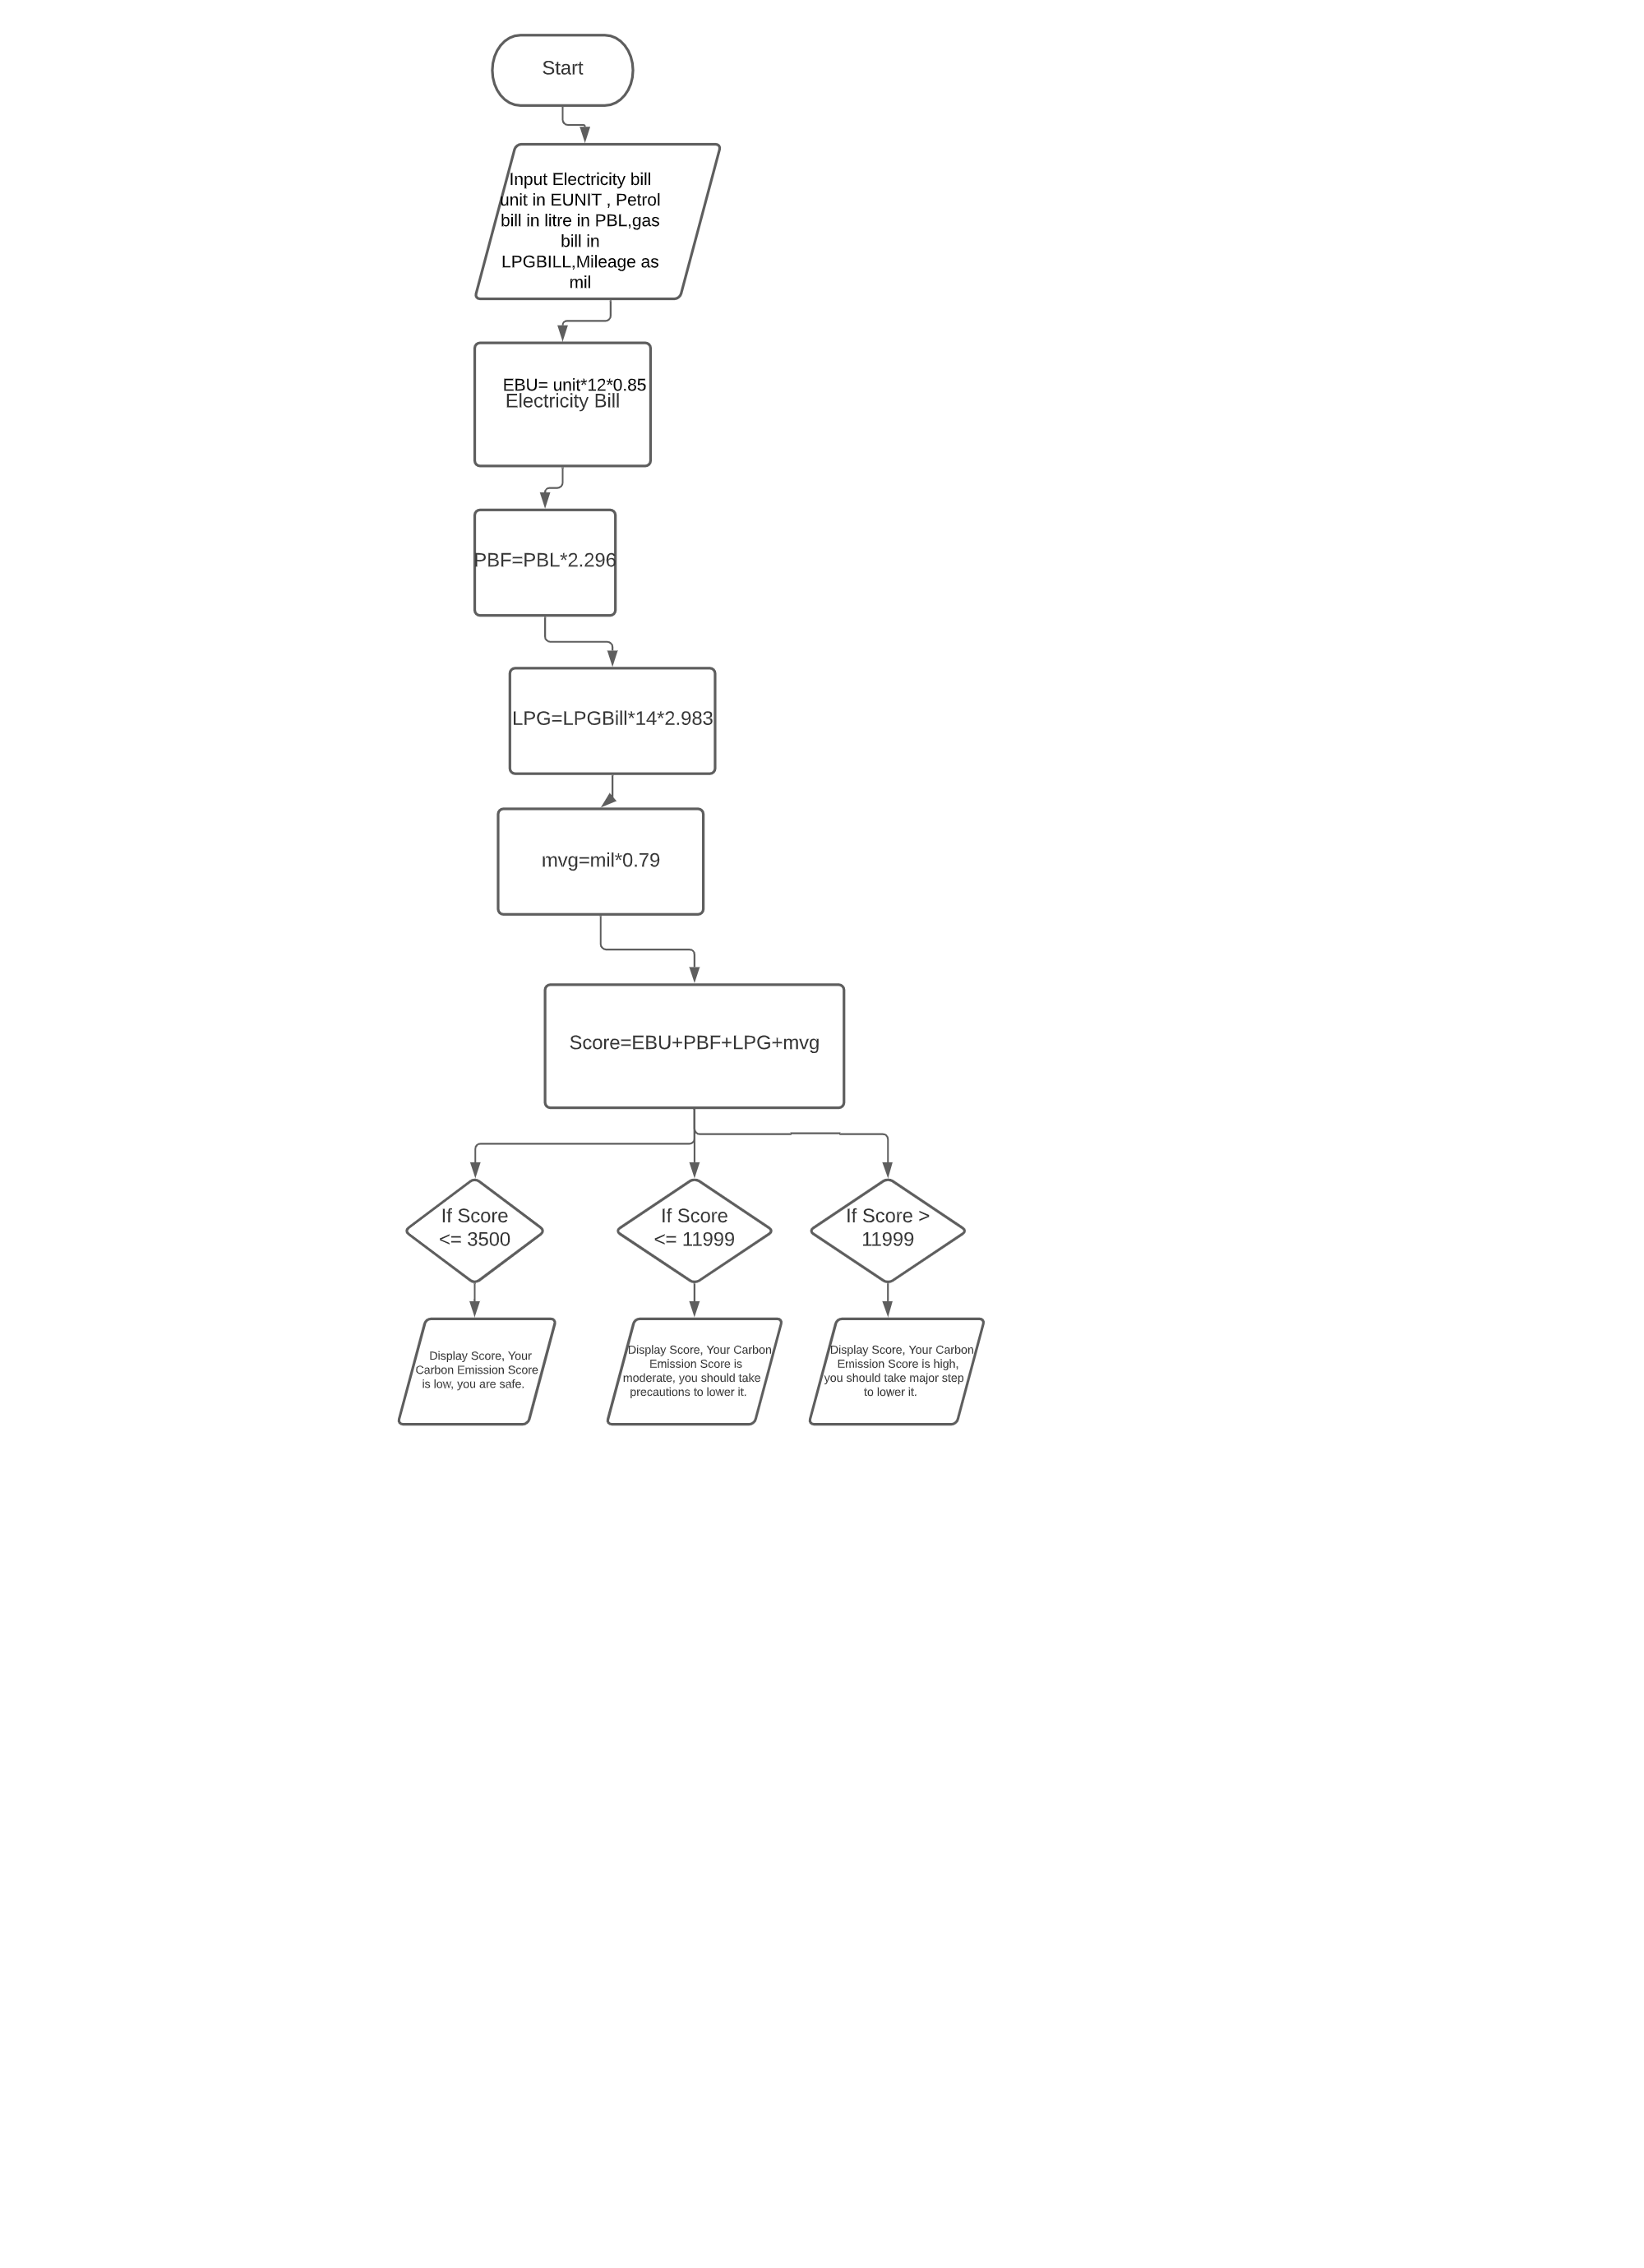 Start
Input Electricity bill
unit in EUNIT , Petrol
bill in litre in PBL,gas
bill in
LPGBILL,Mileage as
mil
EBU= unit*12*0.85
Electricity Bill
PBF=PBL*2.296
LPG=LPGBill*14*2.983
mvg=mil*0.79
Score=EBU+PBF+LPG+mvg
If Score
<= 3500
If Score
<= 11999
If Score >
11999
Display Score, Your
Carbon Emission Score
is low, you are safe.
Display Score, Your Carbon
Emission Score is
moderate, you should take
precautions to lower it.
Display Score, Your Carbon
Emission Score is high,
you should take major step
to lower it.